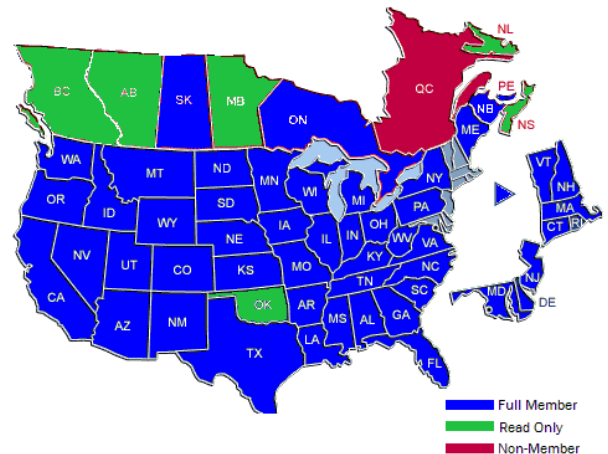 NL
BC
AB
SK
MB
ON
QC
PE
NB
NS
ME
WA
MT
ND
MN
OR
ID
WY
SD
WI
MI
NY
PA
NV
UT
CO
NE
IA
IL
IN
OH
WV
VA
CA
KS
MO
KY
NC
AZ
NM
OK
AR
TN
SC
TX
LA
MS
AL
GA
FL
VT
NH
MA
CT
RI
NJ
MD
DE
Full Member
Read Only
Non-Member